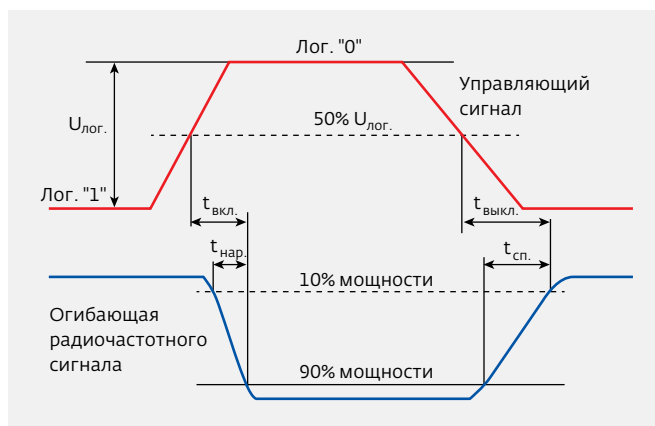 Лог. "0"
Управляющий
сигнал
Uлог.
50% Uлог.
Лог. "1"
tвкл.
tвыкл.
tнар.
tсп.
10% мощности
Огибающая
радиочастотного
сигнала
90% мощности